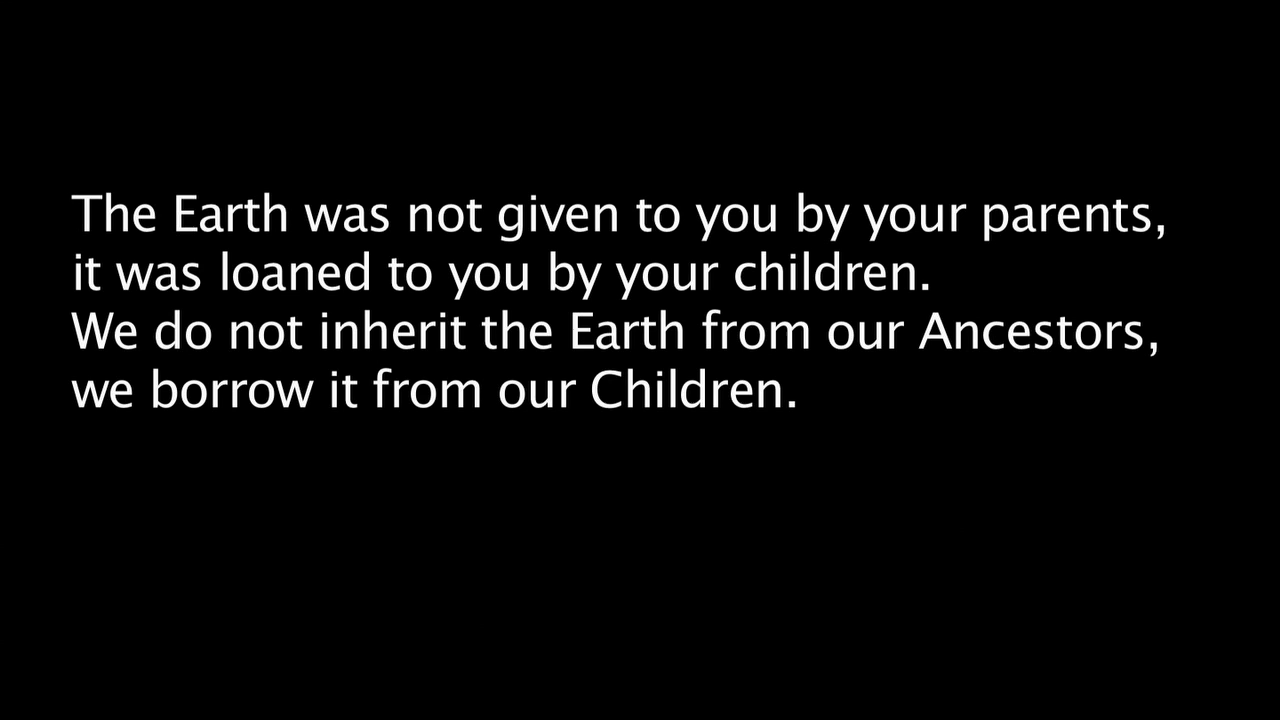 The Earth was not given to you by your parents,
it was loaned to you by your children.
We do not inherit the Earth from our Ancestors,
we borrow it from our Children.